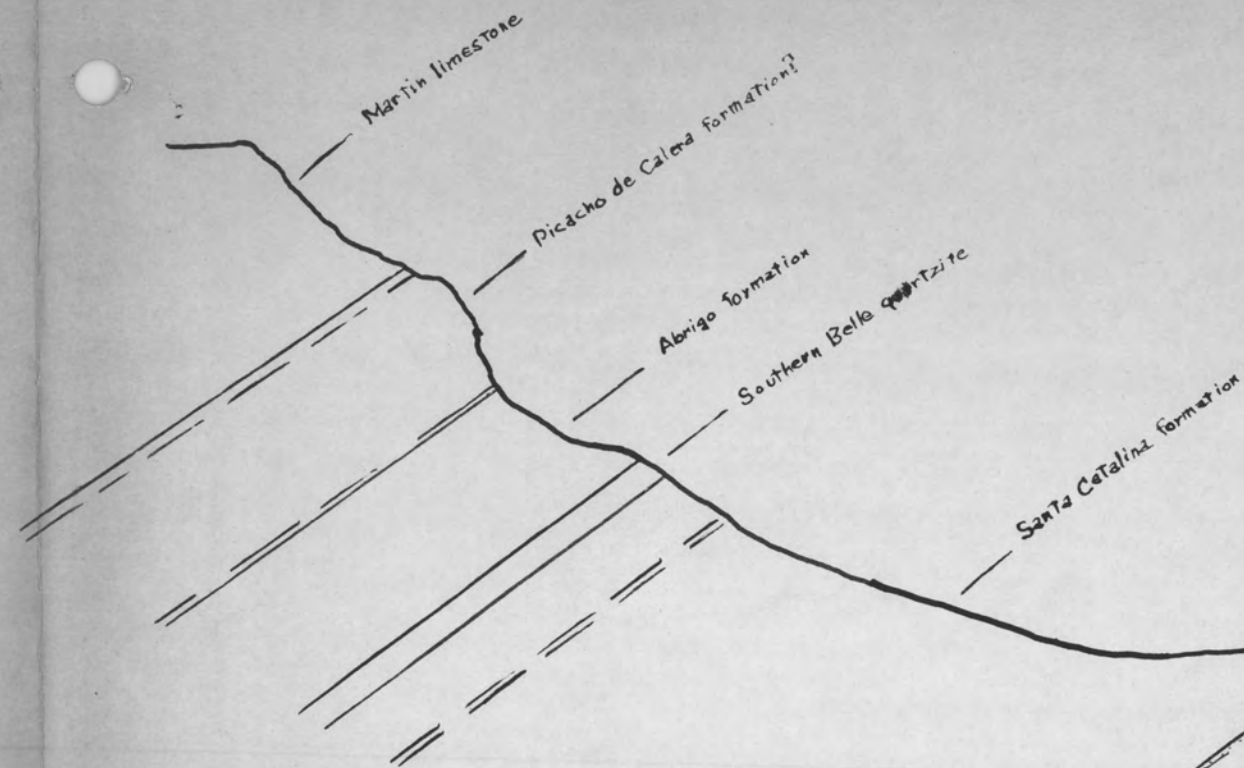 Martin limestone
Picacho de Calera formation?
Abrigo formation
Southern Belle quartzite
Santa Catalina formation